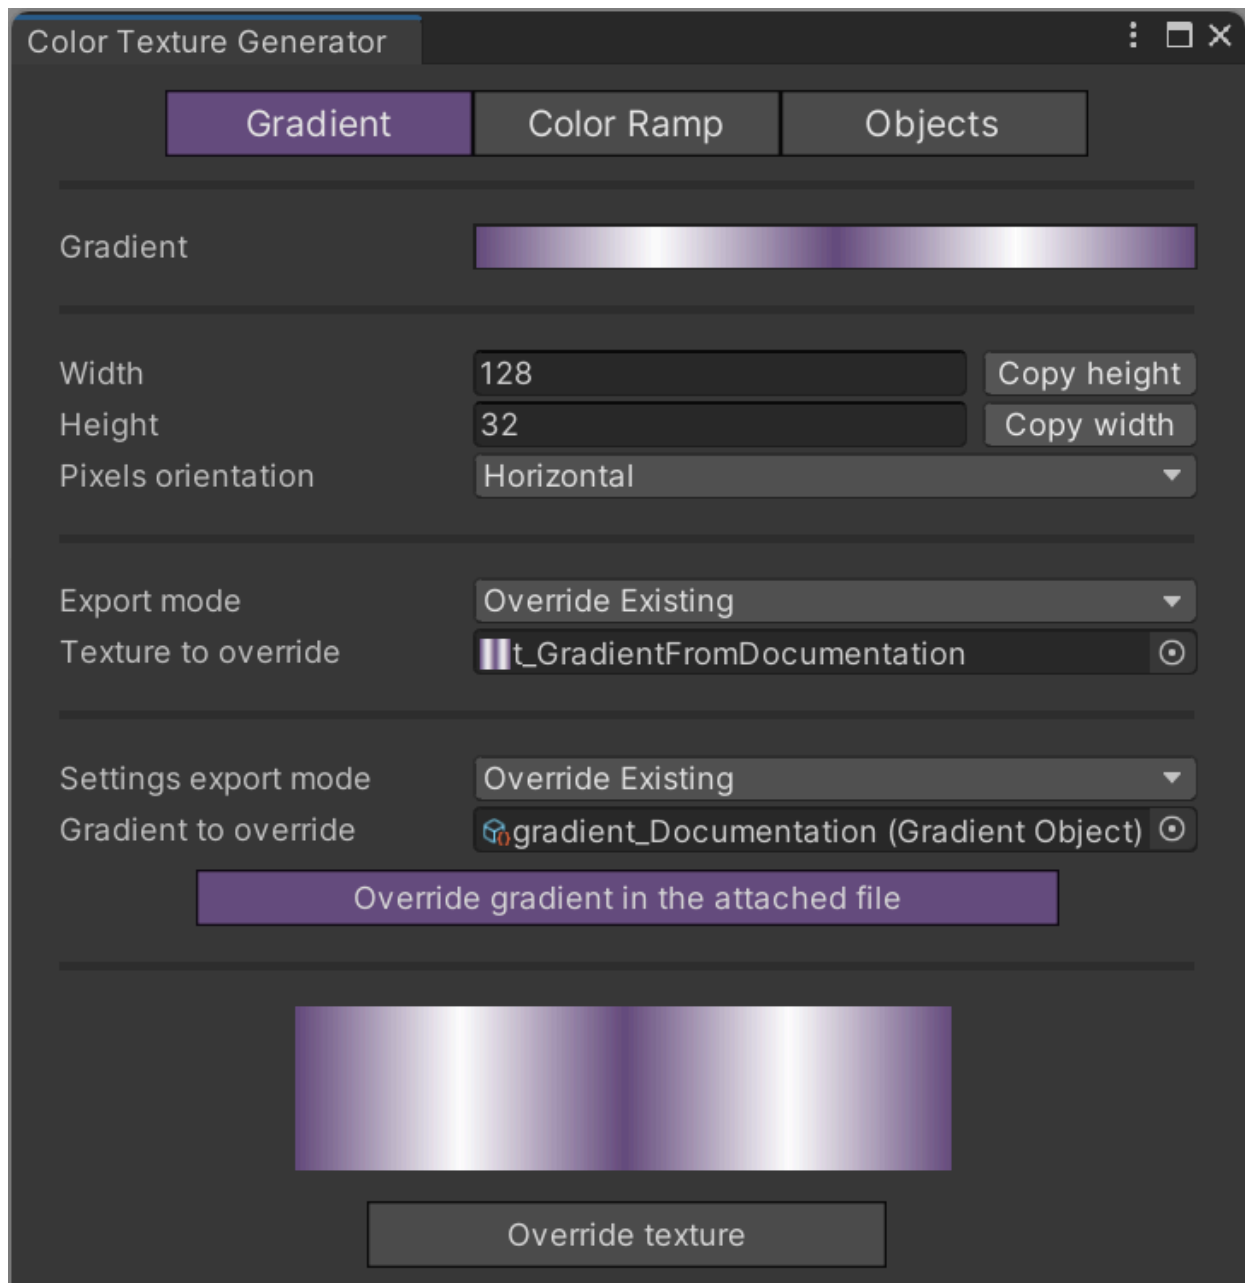 Color Texture Generator
Gradient Color Ramp Objects
Gradient
Width 128 Copy height
Height 32 Copy width
Pixels orientation Horizontal
Export mode Override Existing
Texture to override t_GradientFromDocumentation
Settings export mode Override Existing
Gradient to override gradient_Documentation (Gradient Object)
Override gradient in the attached file
Override texture